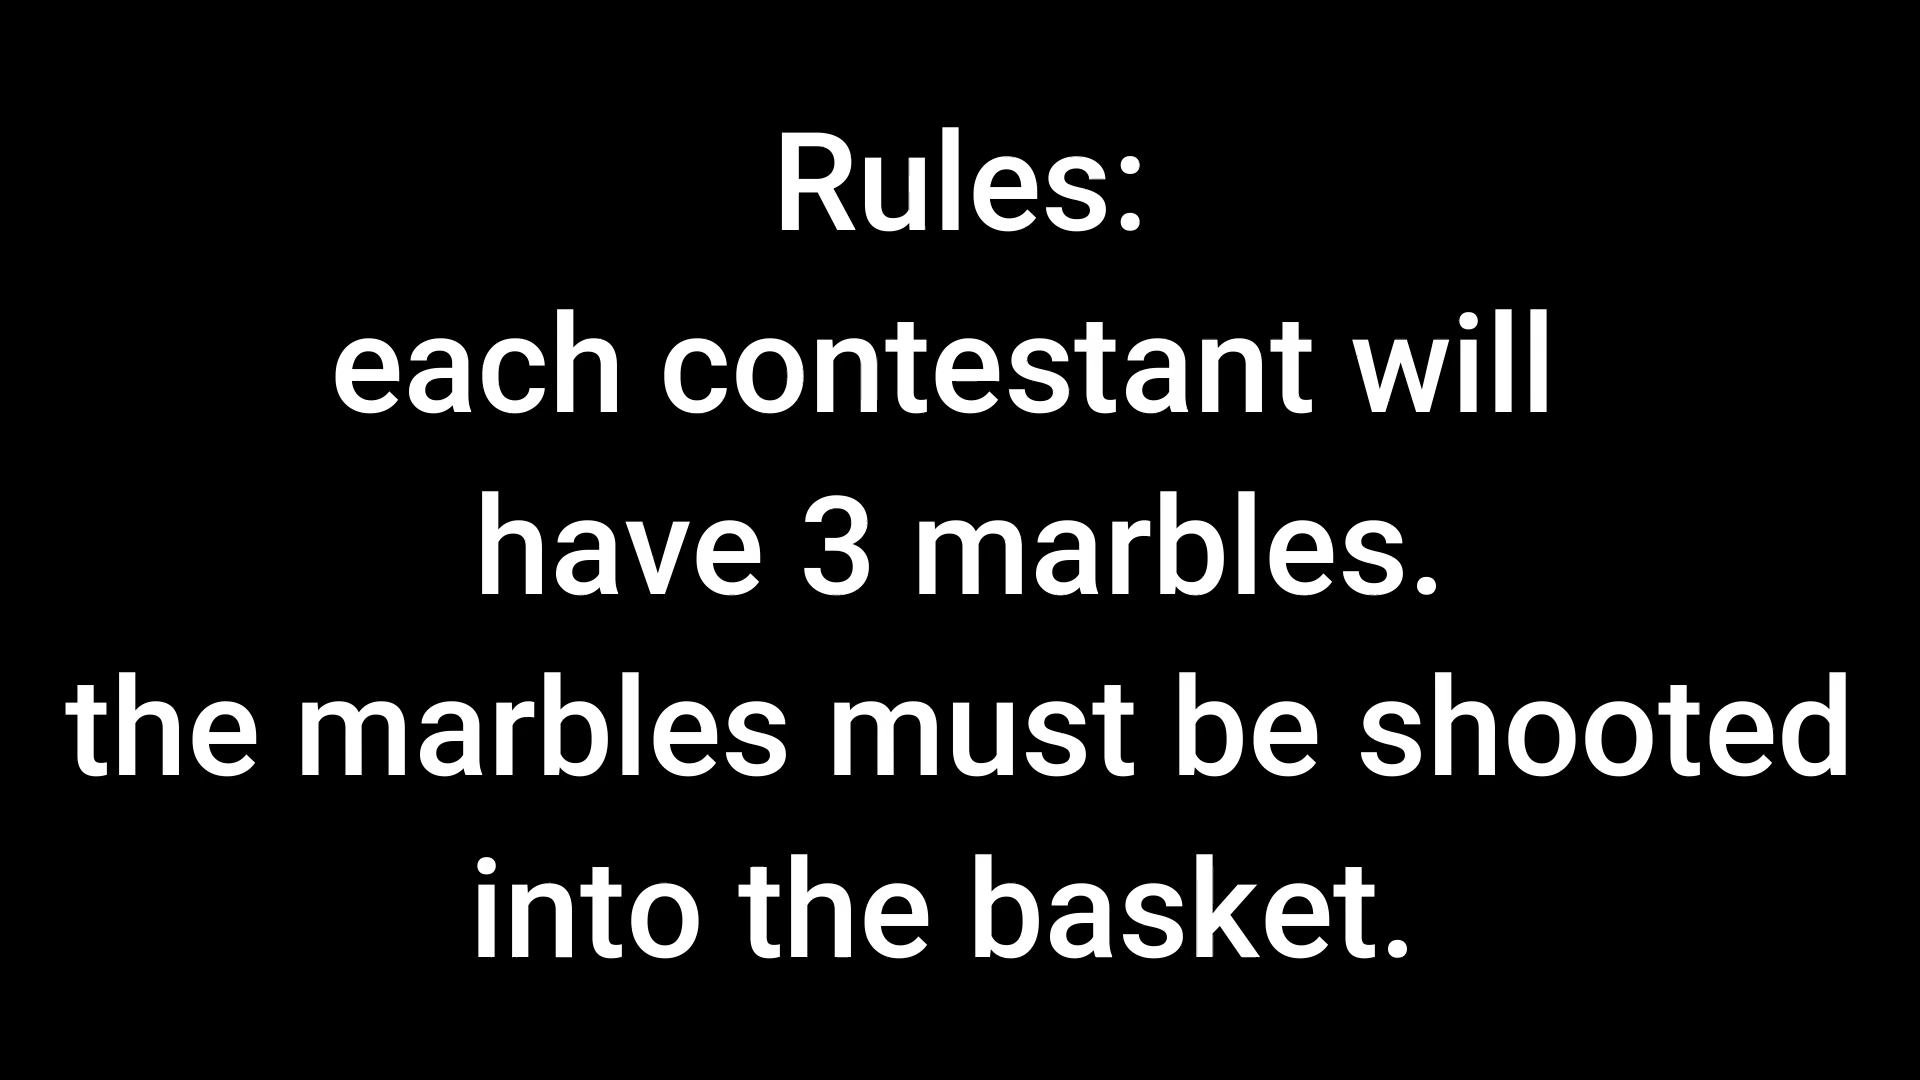 Rules:
each contestant will
have 3 marbles.
the marbles must be shooted
into the basket.